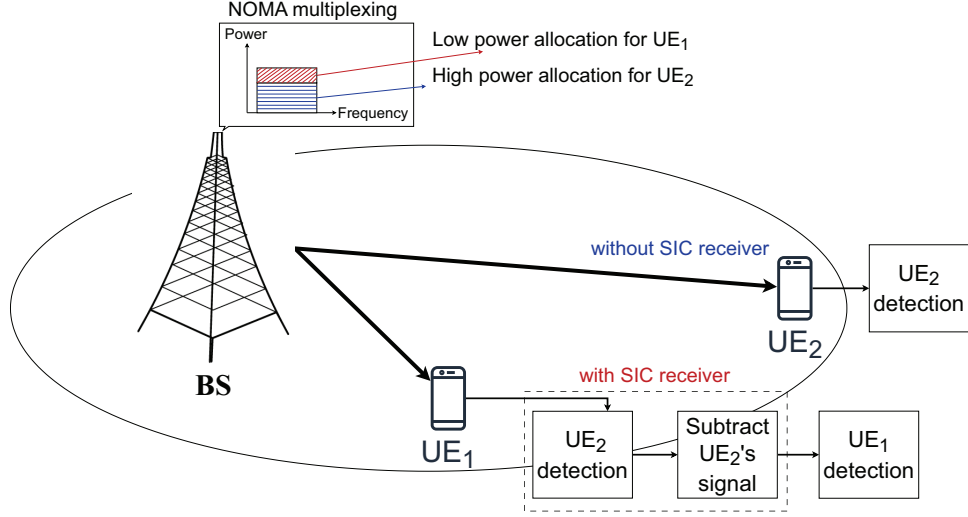 NOMA multiplexing
Power
Frequency
Low power allocation for UE1
High power allocation for UE2
without SIC receiver
UE2
detection
UE2
BS
with SIC receiver
UE1
UE2
detection
Subtract
UE2's
signal
UE1
detection